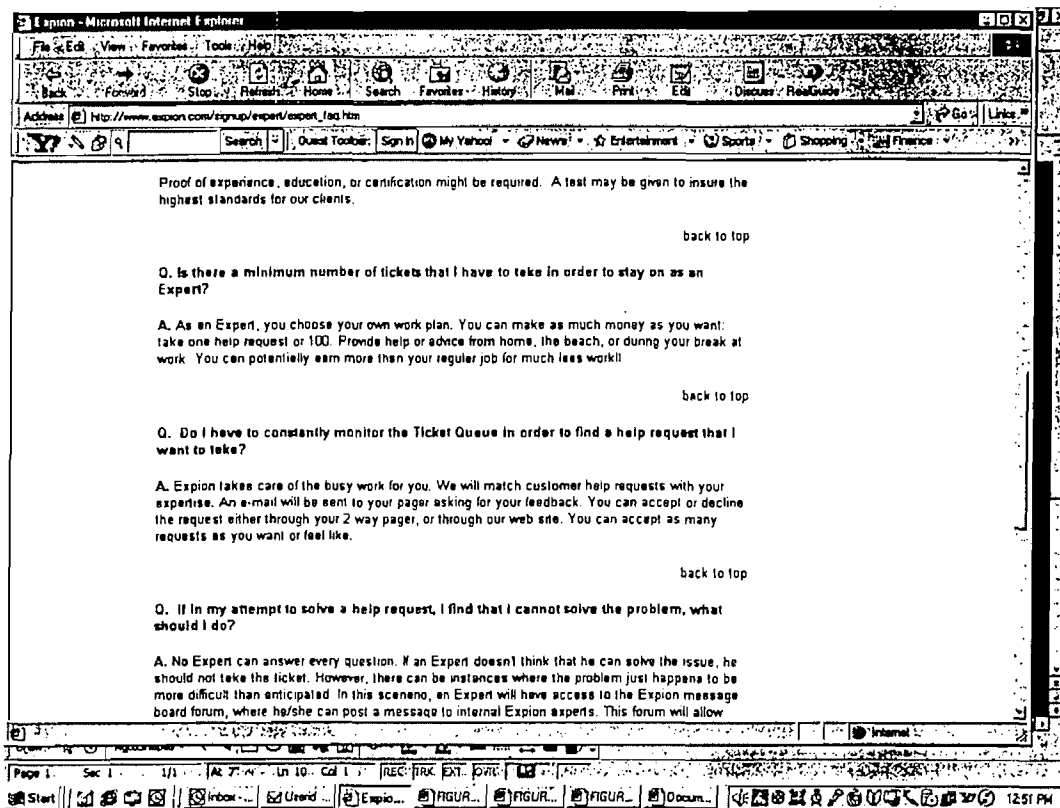 Expion - Microsoft Internet Explorer
File Edit View Favorites Tools Help
Back Forward Stop Refresh Home Search Favorites History Mail Print Edit Discuss RealGuide
Address http://www.expion.com/signup/expert/expert_faq.htm Go Links »
Y? Search Guest Toolbar: Sign In My Yahoo! News Entertainment Sports Shopping Finance
Proof of experience, education, or certification might be required. A test may be given to insure the
highest standards for our clients.
back to top
Q. Is there a minimum number of tickets that I have to take in order to stay on as an
Expert?
A. As an Expert, you choose your own work plan. You can make as much money as you want:
take one help request or 100. Provide help or advice from home, the beach, or during your break at
work. You can potentially earn more than your regular job for much less work!!
back to top
Q. Do I have to constantly monitor the Ticket Queue in order to find a help request that I
want to take?
A. Expion takes care of the busy work for you. We will match customer help requests with your
expertise. An e-mail will be sent to your pager asking for your feedback. You can accept or decline
the request either through your 2 way pager, or through our web site. You can accept as many
requests as you want or feel like.
back to top
Q. If in my attempt to solve a help request, I find that I cannot solve the problem, what
should I do?
A. No Expert can answer every question. If an Expert doesn't think that he can solve the issue, he
should not take the ticket. However, there can be instances where the problem just happens to be
more difficult than anticipated. In this scenerio, an Expert will have access to the Expion message
board forum, where he/she can post a message to internal Expion experts. This forum will allow
Internet
Page 1 Sec 1 1/1 At Ln 10 Col 1 REC TRK EXT OVR
Start Inbox - ... Userid ... Expio... FIGUR... FIGUR... FIGUR... Docum... 12:51 PM